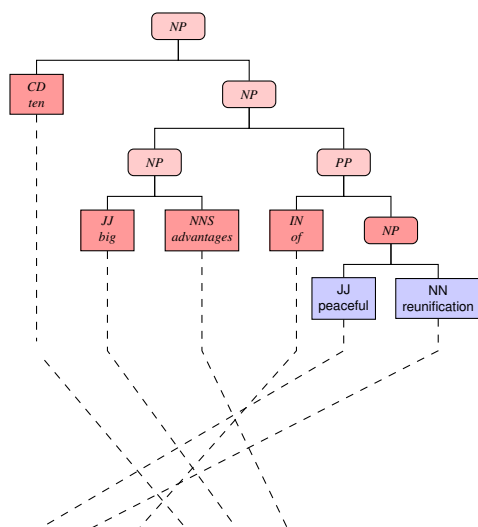 NP
CD
ten
NP
NP
PP
JJ
big
NNS
advantages
IN
of
NP
JJ
peaceful
NN
reunification